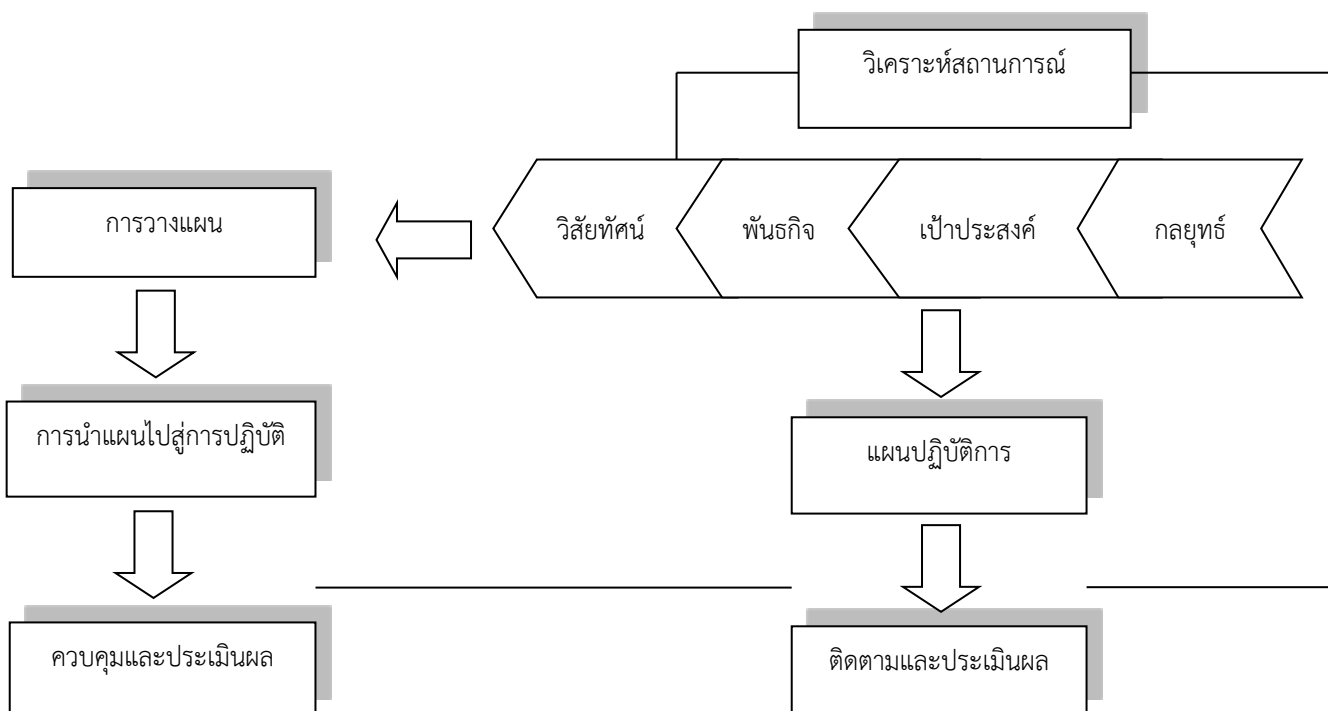 วิเคราะห์สถานการณ์
การวางแผน
วิสัยทัศน์
พันธกิจ
เป้าประสงค์
กลยุทธ์
การนำแผนไปสู่การปฏิบัติ
แผนปฏิบัติการ
ควบคุมและประเมินผล
ติดตามและประเมินผล